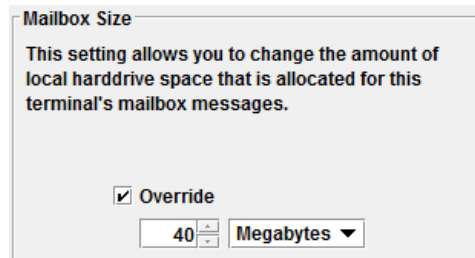 Mailbox Size
This setting allows you to change the amount of
local harddrive space that is allocated for this
terminal's mailbox messages.
Override
40 Megabytes